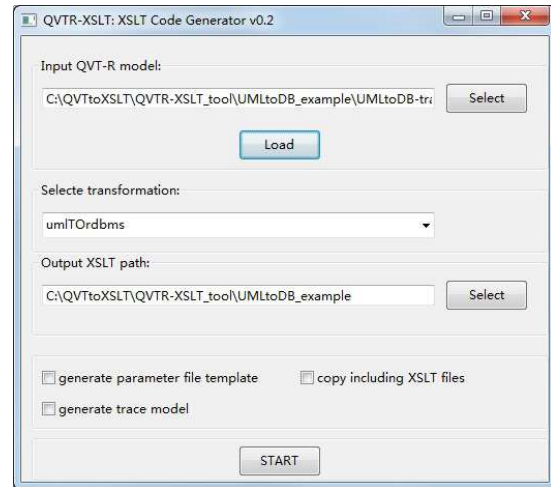 QVTR-XSLT: XSLT Code Generator v0.2
Input QVT-R model:
C:\QVTtoXSLT\QVTR-XSLT_tool\UMLtoDB_example\UMLtoDB-tra
Select
Load
Selecte transformation:
umlTOrdbms
Output XSLT path:
C:\QVTtoXSLT\QVTR-XSLT_tool\UMLtoDB_example
Select
generate parameter file template
copy including XSLT files
generate trace model
START